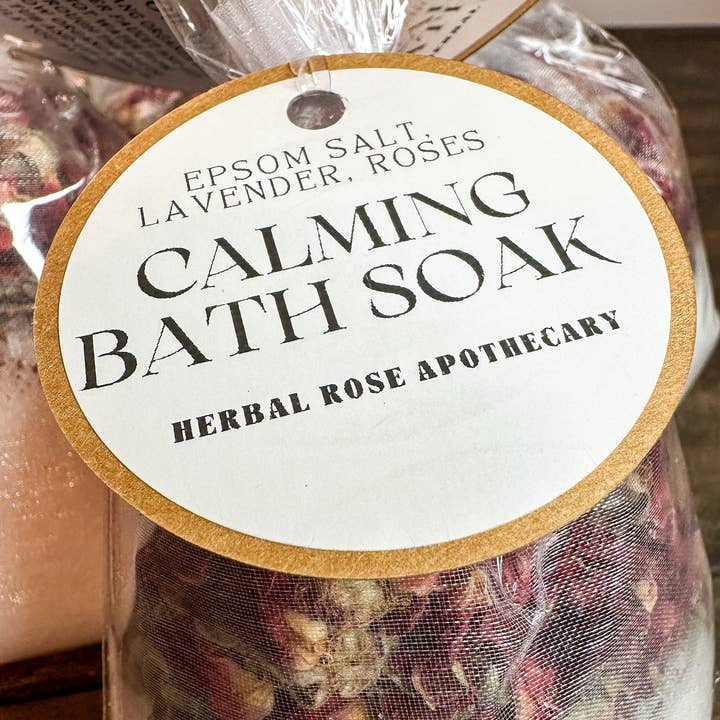 EPSOM SALT,
LAVENDER, ROSES
CALMING
BATH SOAK
HERBAL ROSE APOTHECARY